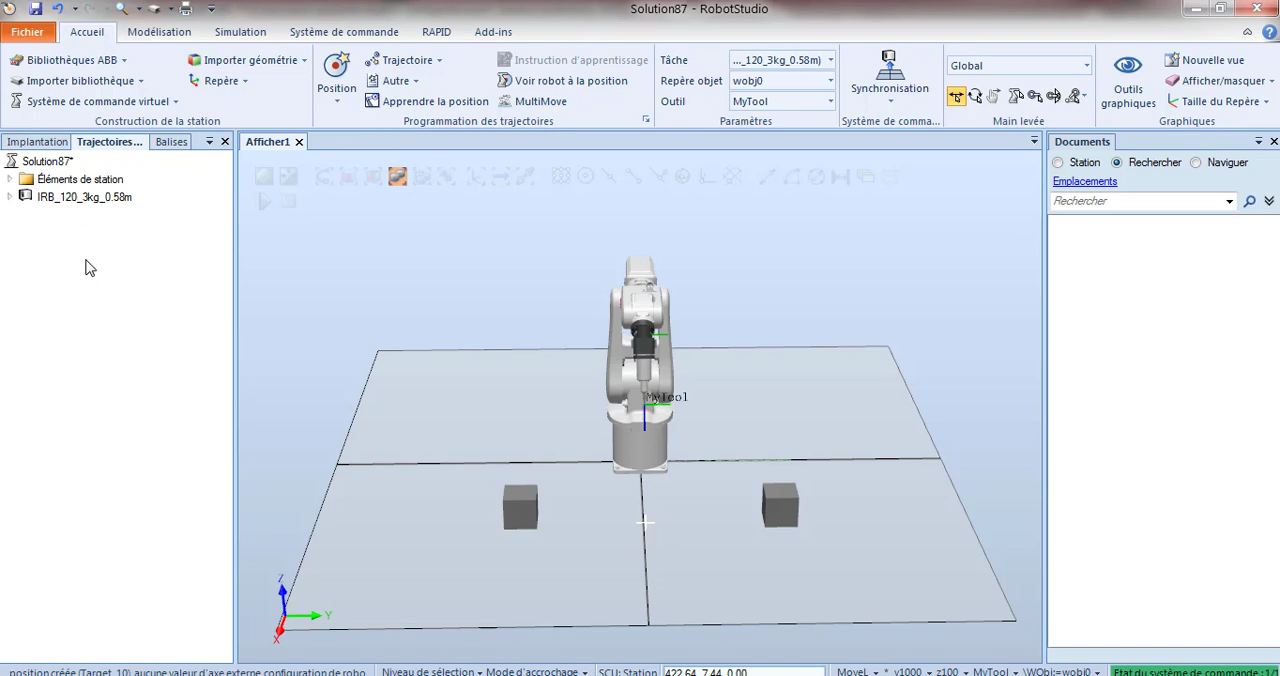 Solution87 - RobotStudio
Fichier Accueil Modélisation Simulation Système de commande RAPID Add-ins
Bibliothèques ABB
Importer bibliothèque
Système de commande virtuel
Importer géométrie
Repère
Construction de la station
Position
Trajectoire
Autre
Apprendre la position
Instruction d'apprentissage
Voir robot à la position
MultiMove
Programmation des trajectoires
Tâche ..._120_3kg_0.58m)
Repère objet wobj0
Outil MyTool
Paramètres
Synchronisation
Système de comma...
Global
Main levée
Outils graphiques
Nouvelle vue
Afficher/masquer
Taille du Repère
Graphiques
Implantation Trajectoires... Balises
Solution87*
Éléments de station
IRB_120_3kg_0.58m
Afficher1
MyTool
Z
Y
X
Documents
Station Rechercher Naviguer
Emplacements
Rechercher
position créée (Target_10) aucune valeur d'axe externe configuration de robo
Niveau de sélection Mode d'accrochage SCU: Station 422.64 7.44 0.00 MoveL * v1000 z100 MyTool \WObj:=wobj0 Etat du système de commande : 1/1